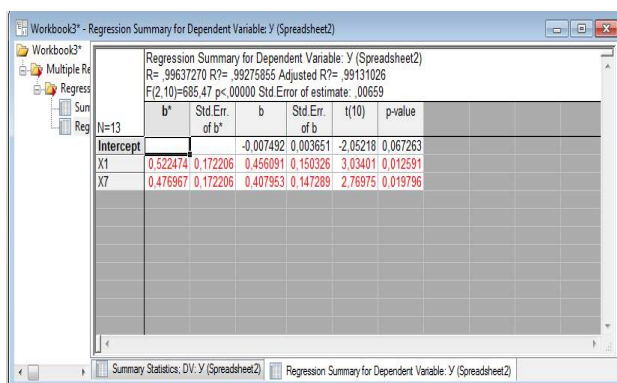 Workbook3* - Regression Summary for Dependent Variable: У (Spreadsheet2)
Workbook3*
Multiple Re
Regress
Sun
Reg
Regression Summary for Dependent Variable: У (Spreadsheet2)
R= ,99637270 R?= ,99275855 Adjusted R?= ,99131026
F(2,10)=685,47 p<,00000 Std.Error of estimate: ,00659
N=13 b* Std.Err. of b* b Std.Err. of b t(10) p-value
Intercept -0,007492 0,003651 -2,05218 0,067263
X1 0,522474 0,172206 0,456091 0,150326 3,03401 0,012591
X7 0,476967 0,172206 0,407953 0,147289 2,76975 0,019796
Summary Statistics; DV: У (Spreadsheet2) Regression Summary for Dependent Variable: У (Spreadsheet2)